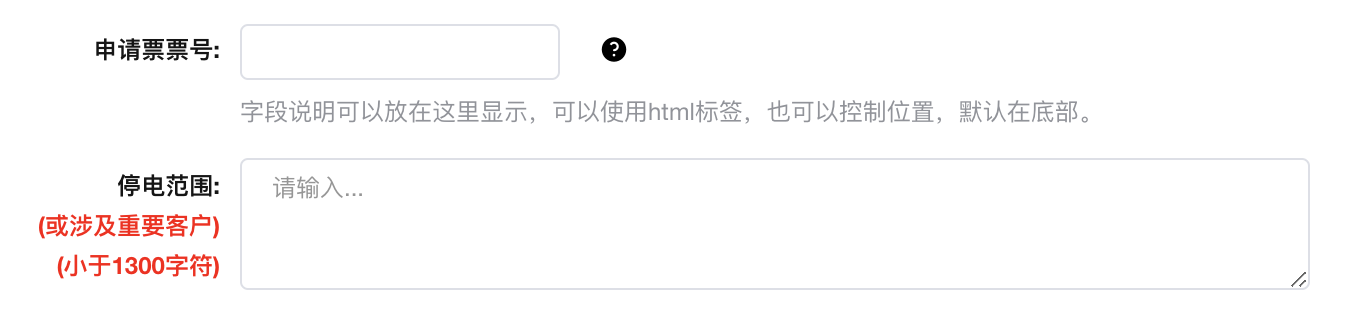 申请票票号:
字段说明可以放在这里显示，可以使用html标签，也可以控制位置，默认在底部。
停电范围:
请输入...
(或涉及重要客户)
(小于1300字符)